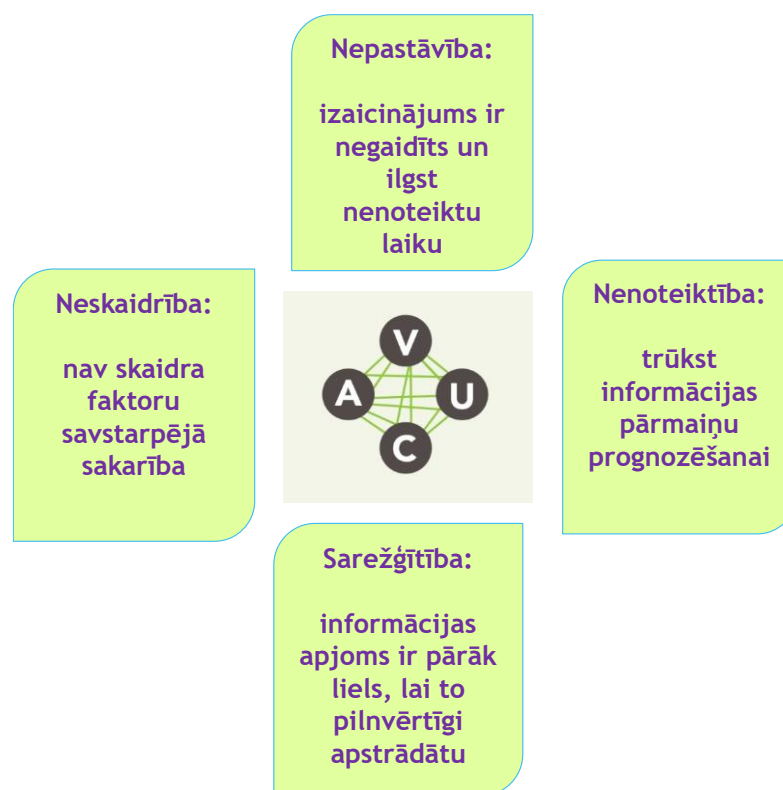 Nepastāvība:
izaicinājums ir
negaidīts un
ilgst
nenoteiktu
laiku
Neskaidrība:
nav skaidra
faktoru
savstarpējā
sakarība
V
A
U
C
Nenoteiktība:
trūkst
informācijas
pārmaiņu
prognozēšanai
Sarežģītība:
informācijas
apjoms ir pārāk
liels, lai to
pilnvērtīgi
apstrādātu